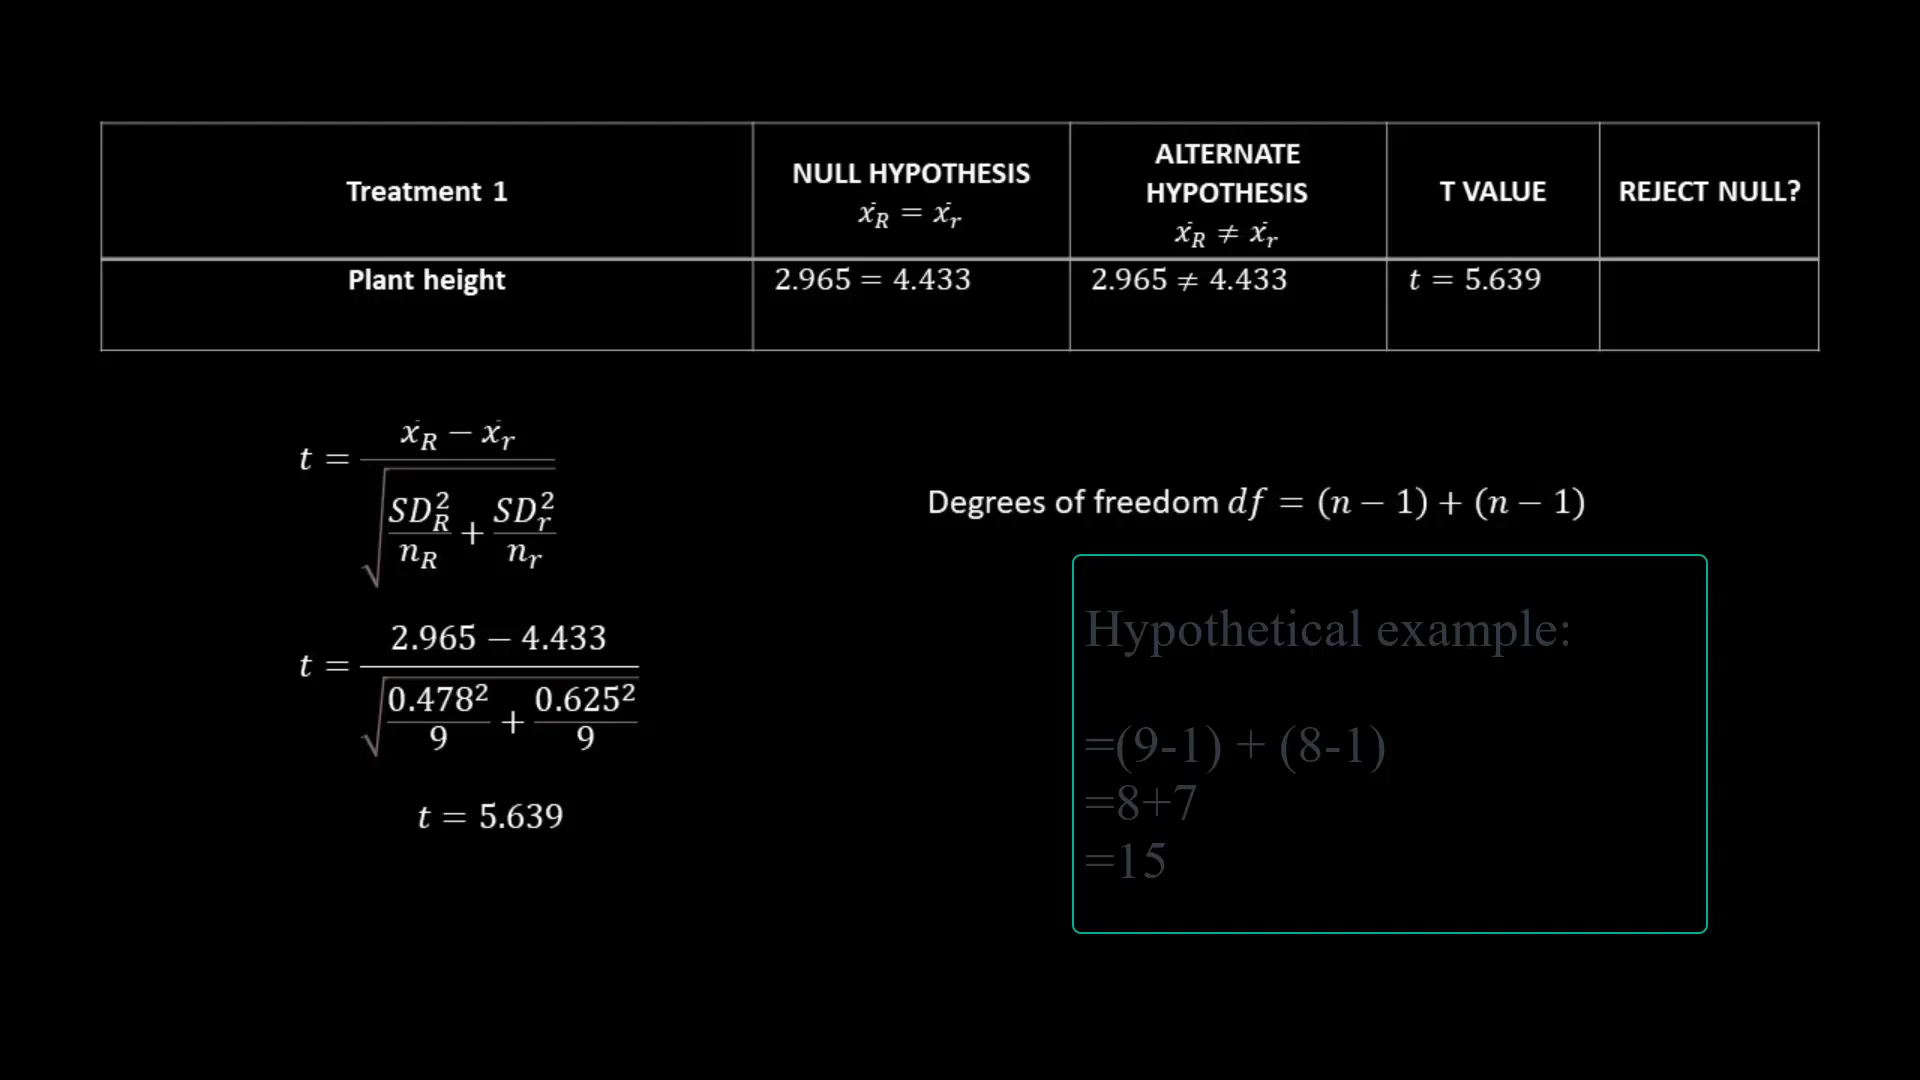 Treatment 1
NULL HYPOTHESIS
x̄R = x̄r
ALTERNATE
HYPOTHESIS
x̄R ≠ x̄r
T VALUE
REJECT NULL?
Plant height
2.965 = 4.433
2.965 ≠ 4.433
t = 5.639
t = (x̄R − x̄r) / √(SD²R/nR + SD²r/nr)
t = (2.965 − 4.433) / √(0.478²/9 + 0.625²/9)
t = 5.639
Degrees of freedom df = (n − 1) + (n − 1)
Hypothetical example:
=(9-1) + (8-1)
=8+7
=15